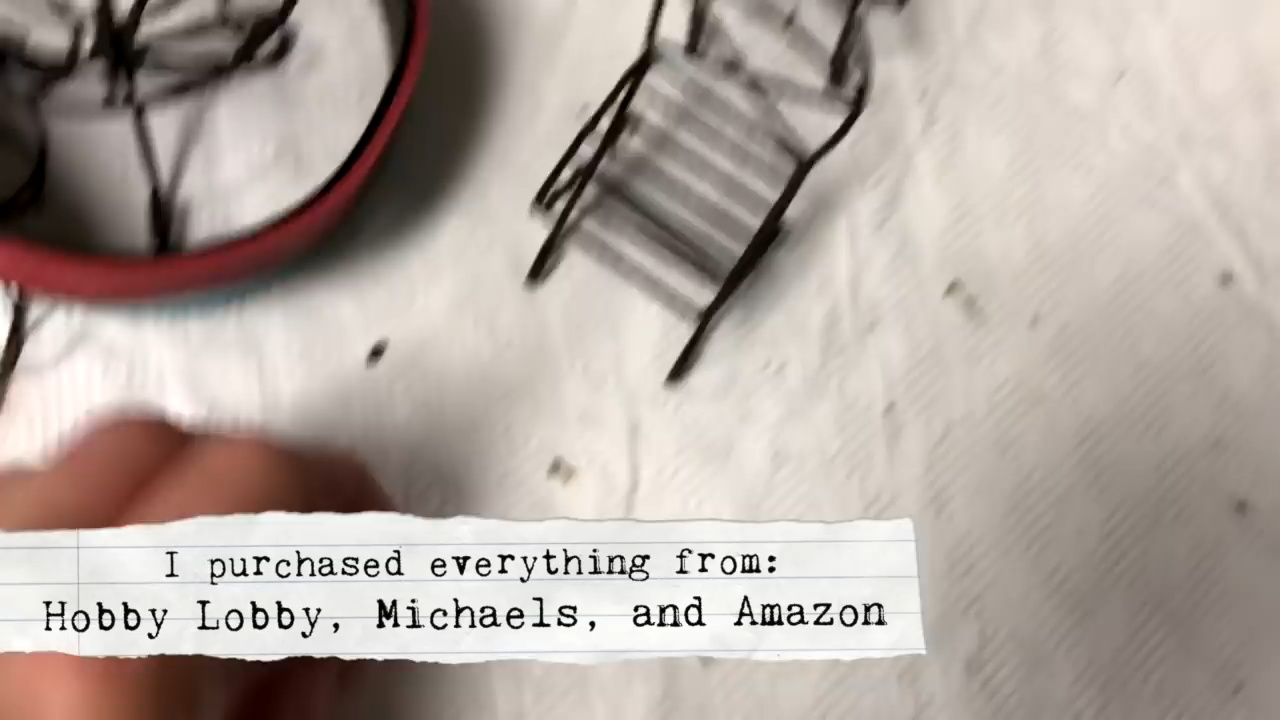 I purchased everything from:
Hobby Lobby, Michaels, and Amazon